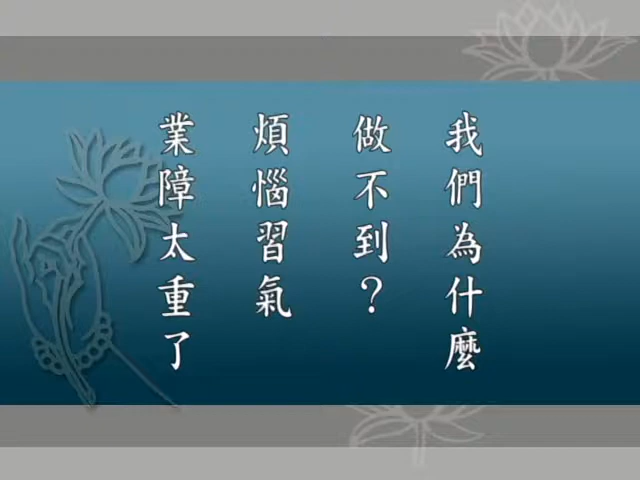 我們為什麼
做不到？
煩惱習氣
業障太重了